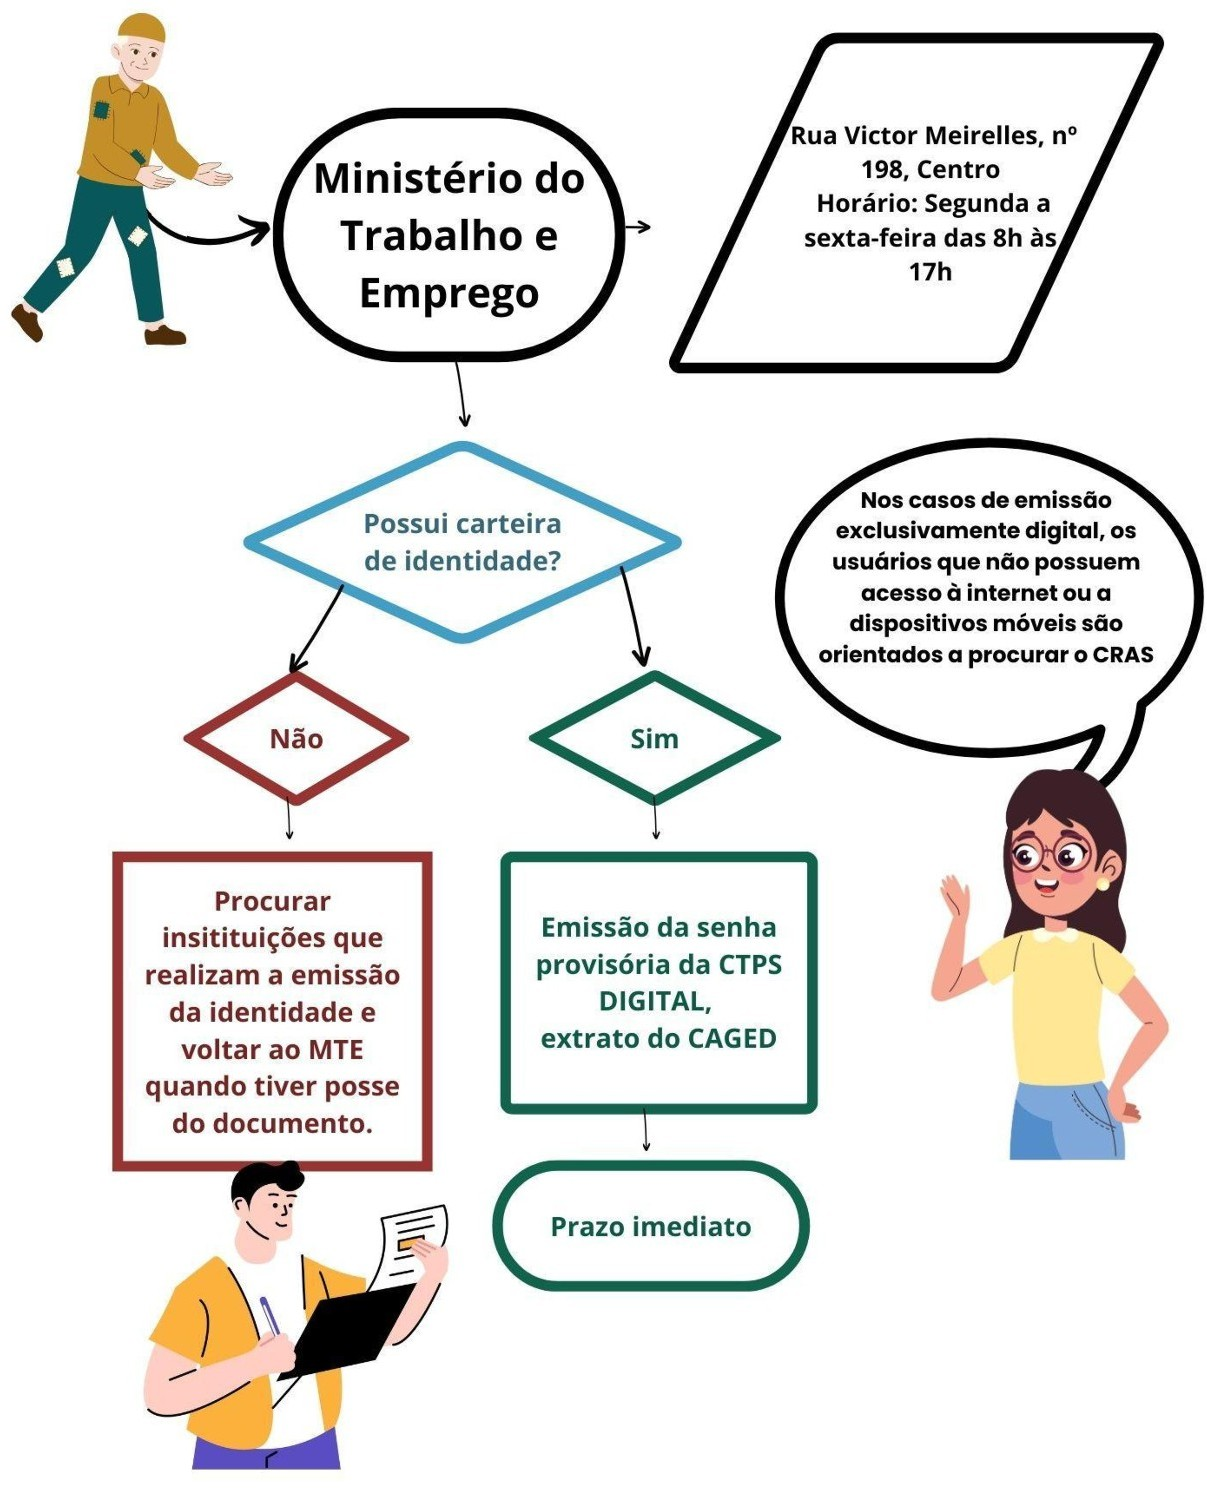 Ministério do
Trabalho e
Emprego
Rua Victor Meirelles, nº
198, Centro
Horário: Segunda a
sexta-feira das 8h às
17h
Possui carteira
de identidade?
Nos casos de emissão
exclusivamente digital, os
usuários que não possuem
acesso à internet ou a
dispositivos móveis são
orientados a procurar o CRAS
Não
Sim
Procurar
insitituições que
realizam a emissão
da identidade e
voltar ao MTE
quando tiver posse
do documento.
Emissão da senha
provisória da CTPS
DIGITAL,
extrato do CAGED
Prazo imediato